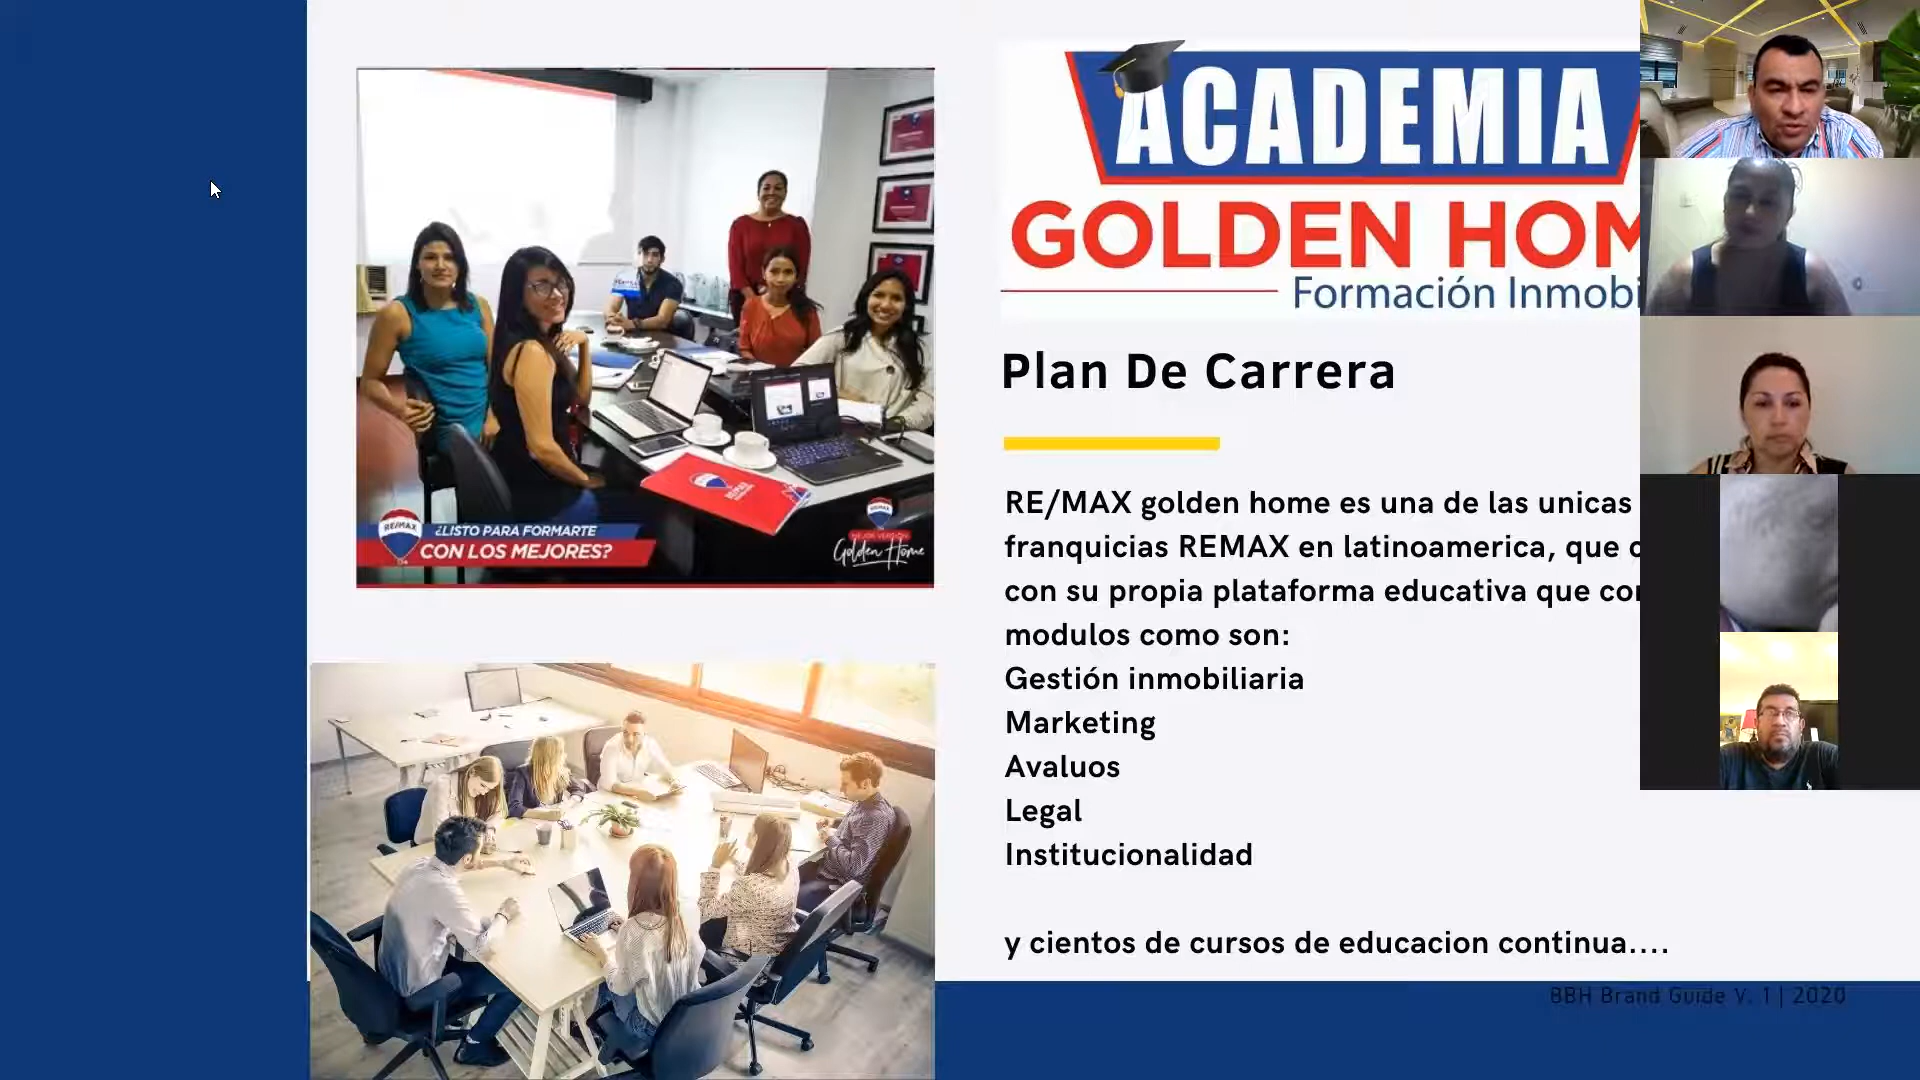 ACADEMIA
GOLDEN HOM
Formación Inmobi
Plan De Carrera
RE/MAX golden home es una de las unicas
franquicias REMAX en latinoamerica, que
con su propia plataforma educativa que
modulos como son:
Gestión inmobiliaria
Marketing
Avaluos
Legal
Institucionalidad
y cientos de cursos de educacion continua....
RE/MAX
¿LISTO PARA FORMARTE
CON LOS MEJORES?
Golden Home
BBH Brand Guide V. 1 | 2020